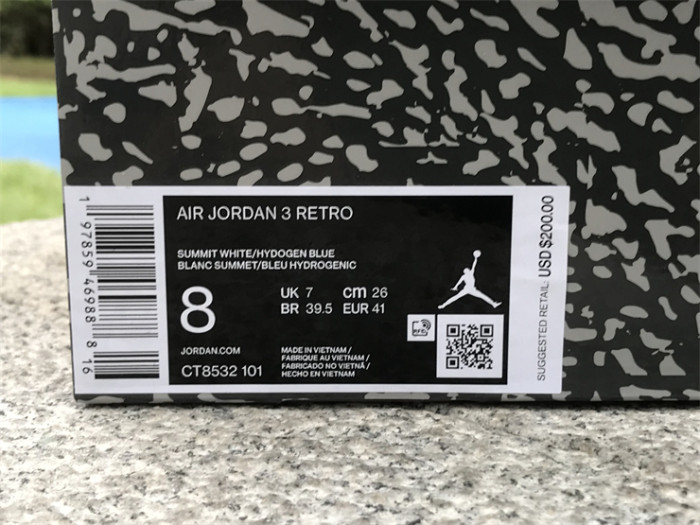 AIR JORDAN 3 RETRO
SUMMIT WHITE/HYDOGEN BLUE
BLANC SUMMET/BLEU HYDROGENIC
8
UK 7 cm 26
BR 39.5 EUR 41
JORDAN.COM
CT8532 101
MADE IN VIETNAM /
FABRIQUE AU VIETNAM /
FABRICADO NO VIETNÃ /
HECHO EN VIETNAM
SUGGESTED RETAIL: USD $200.00
1 97859 46988 8 16